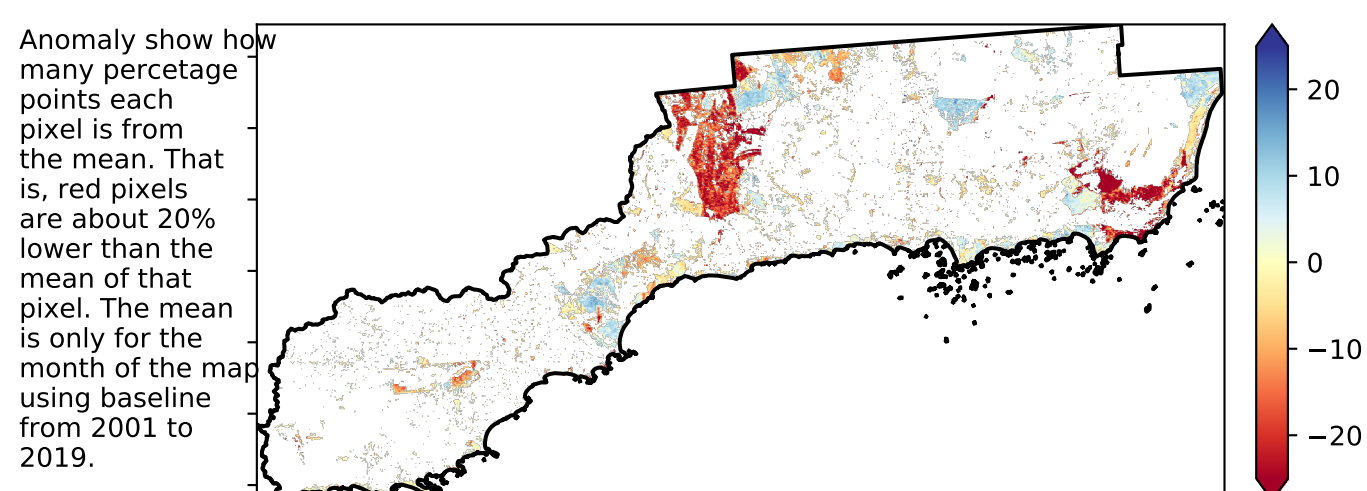 Anomaly show how
many percetage
points each
pixel is from
the mean. That
is, red pixels
are about 20%
lower than the
mean of that
pixel. The mean
is only for the
month of the map
using baseline
from 2001 to
2019.
20
10
0
−10
−20